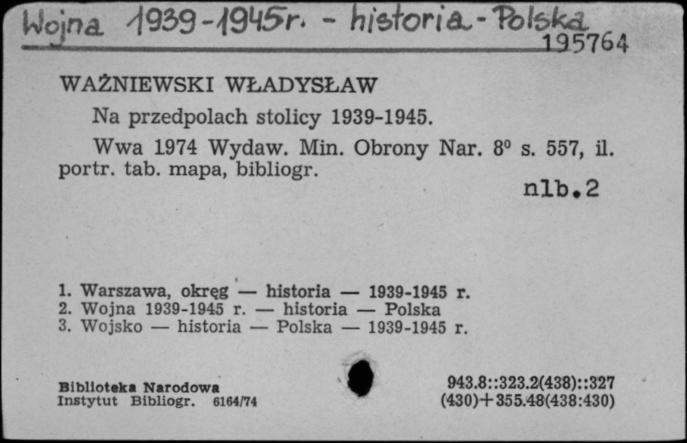 Wojna 1939-1945r. - historia - Polska
195764
WAŻNIEWSKI WŁADYSŁAW
Na przedpolach stolicy 1939-1945.
Wwa 1974 Wydaw. Min. Obrony Nar. 8⁰ s. 557, il.
portr. tab. mapa, bibliogr.
nlb.2
1. Warszawa, okręg — historia — 1939-1945 r.
2. Wojna 1939-1945 r. — historia — Polska
3. Wojsko — historia — Polska — 1939-1945 r.
Biblioteka Narodowa
Instytut Bibliogr. 6164/74
943.8::323.2(438)::327
(430)+355.48(438:430)